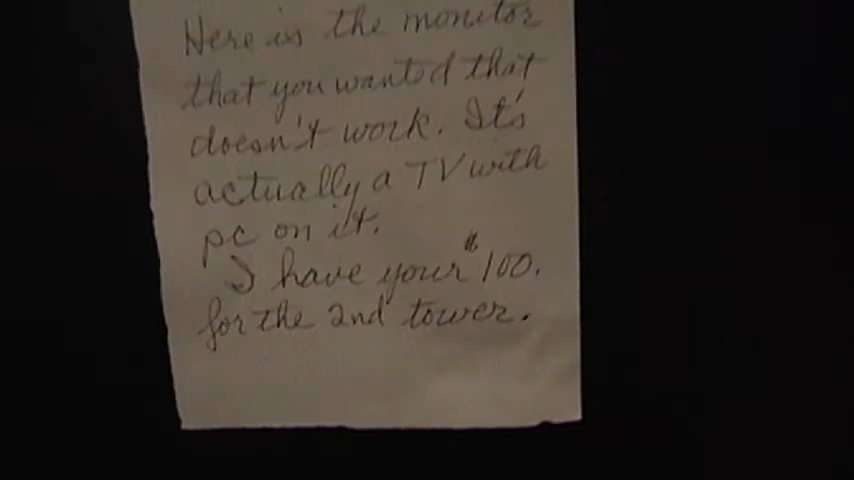 Here is the monitor
that you wanted that
doesn't work. It's
actually a TV with
pc on it.
I have your $100.
for the 2nd tower.